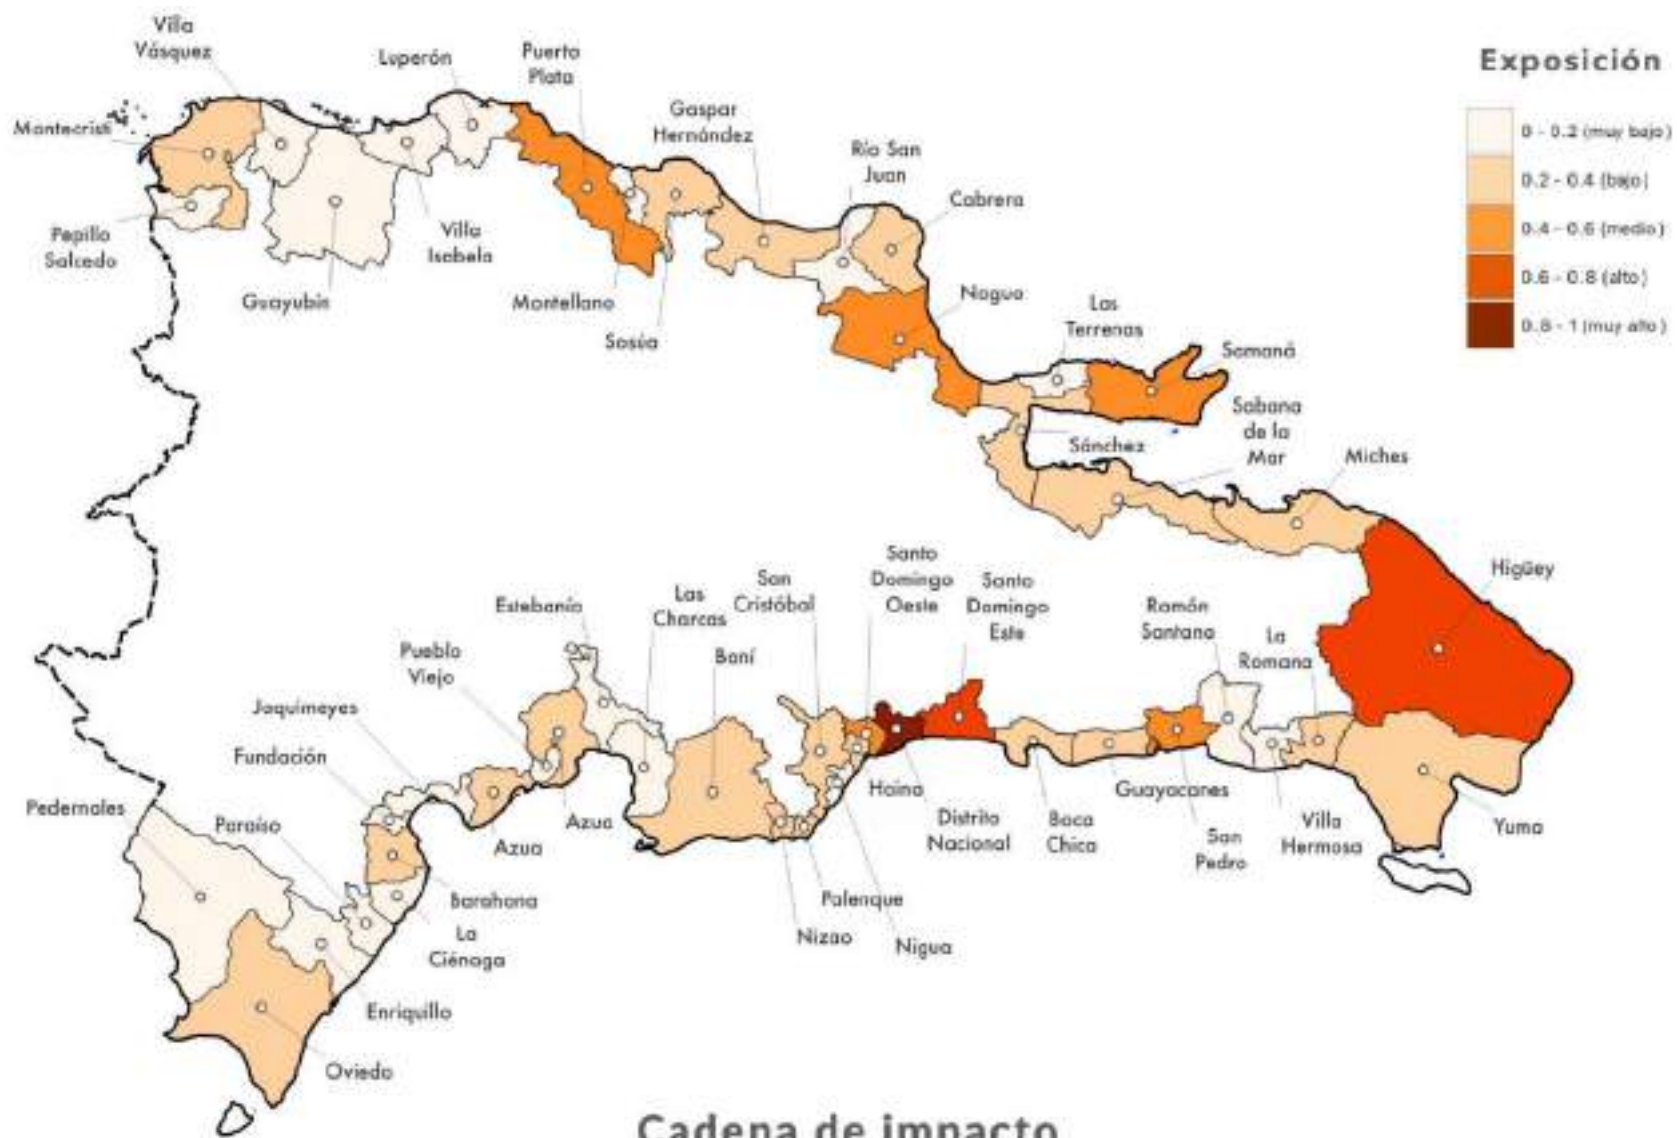 Villa
Vásquez
Luperón
Puerto
Plata
Exposición
Gaspar
Hernández
Montecristi
0 - 0.2 (muy bajo)
Río San
Juan
0.2 - 0.4 (bajo)
Cabrera
Pepillo
Salcedo
Villa
Isabela
0.4 - 0.6 (medio)
Guayubín
Montellano
Nagua
Las
Terrenas
0.6 - 0.8 (alto)
Sosúa
0.8 - 1 (muy alto)
Samaná
Sabana
de la
Mar
Sánchez
Miches
Santo
Domingo
Oeste
Higüey
San
Cristóbal
Santo
Domingo
Este
Estebanía
Las
Charcas
Ramón
Santana
La
Romana
Pueblo
Viejo
Baní
Jaquimeyes
Fundación
Pedernales
Paraíso
Haina
Guayacanes
Azua
Azua
Distrito
Nacional
Boca
Chica
San
Pedro
Villa
Hermosa
Yuma
Barahona
Palenque
La
Ciénaga
Nizao
Nigua
Enriquillo
Oviedo
Cadena de impacto